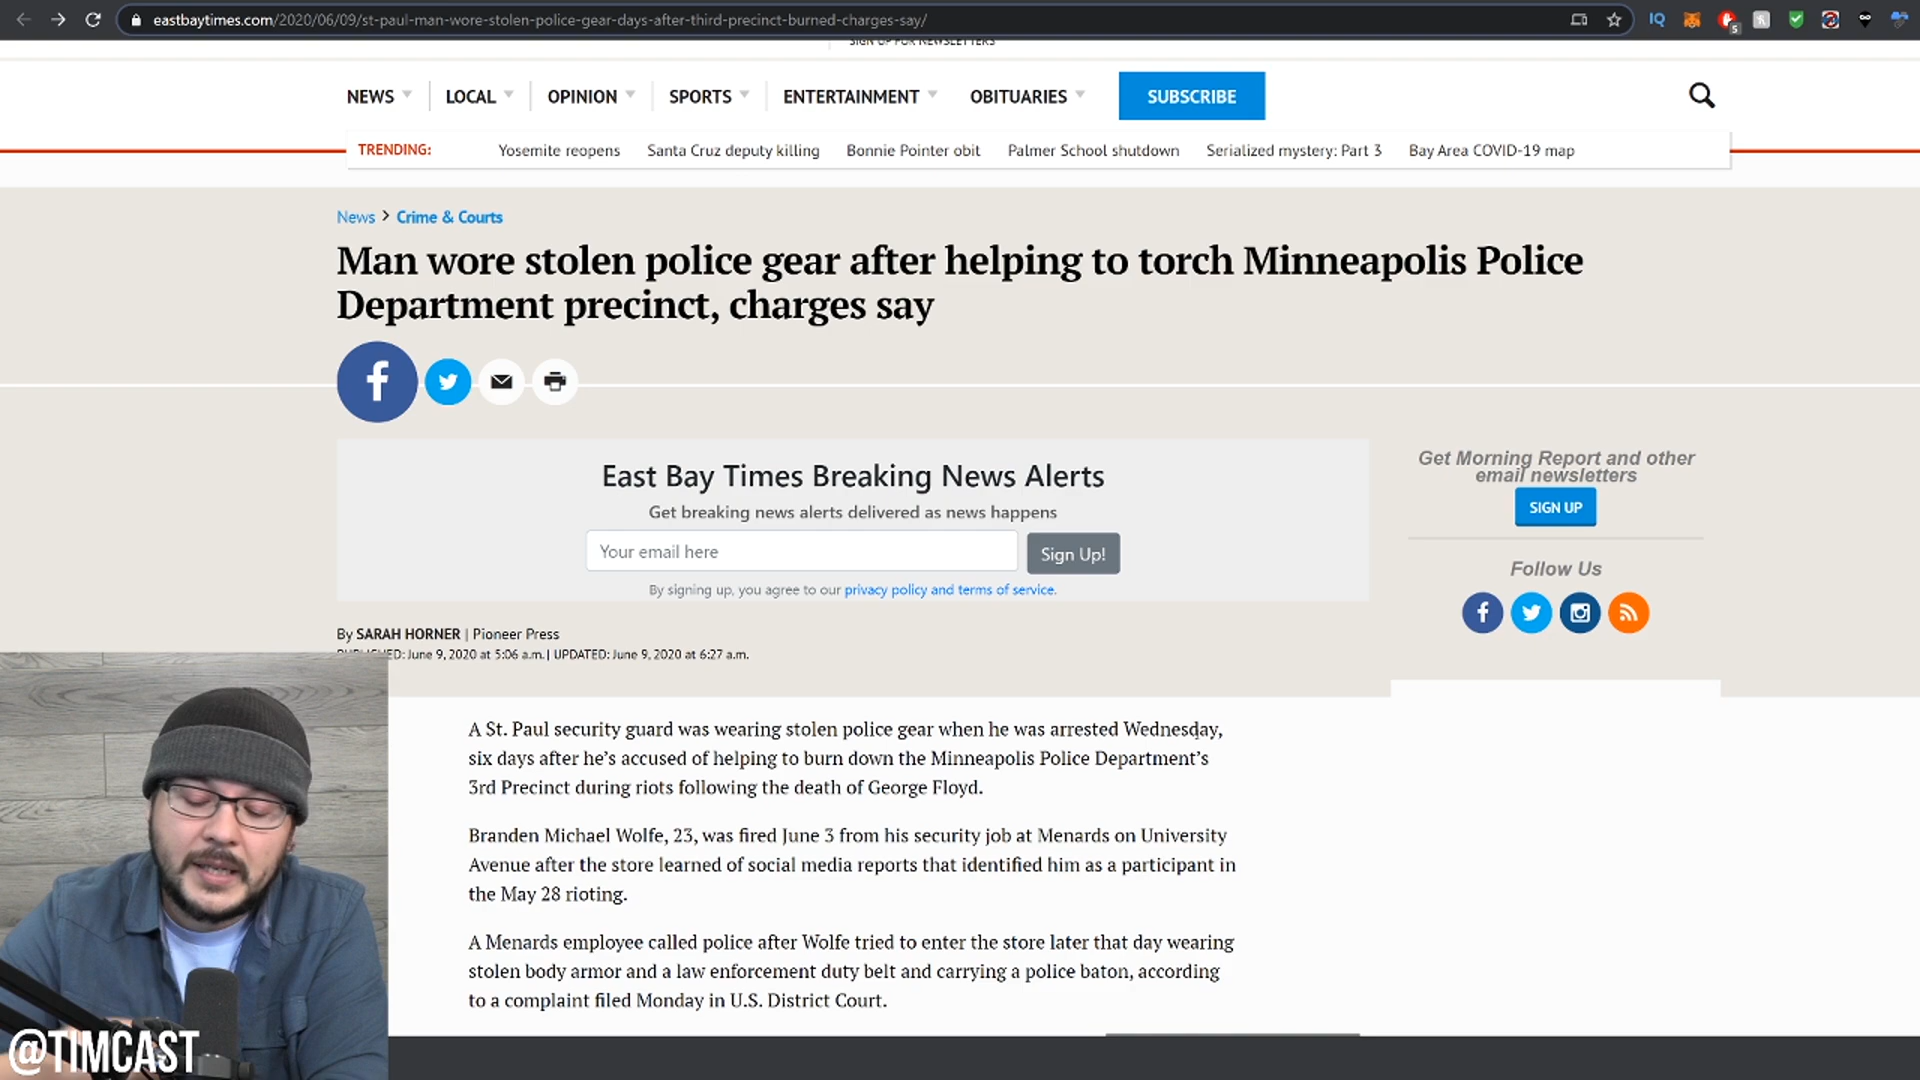 eastbaytimes.com/2020/06/09/st-paul-man-wore-stolen-police-gear-days-after-third-precinct-burned-charges-say/
SIGN UP FOR NEWSLETTERS
NEWS LOCAL OPINION SPORTS ENTERTAINMENT OBITUARIES SUBSCRIBE
TRENDING: Yosemite reopens Santa Cruz deputy killing Bonnie Pointer obit Palmer School shutdown Serialized mystery: Part 3 Bay Area COVID-19 map
News > Crime & Courts
Man wore stolen police gear after helping to torch Minneapolis Police
Department precinct, charges say
East Bay Times Breaking News Alerts
Get breaking news alerts delivered as news happens
Your email here Sign Up!
By signing up, you agree to our privacy policy and terms of service.
Get Morning Report and other
email newsletters
SIGN UP
Follow Us
By SARAH HORNER | Pioneer Press
PUBLISHED: June 9, 2020 at 5:06 a.m. | UPDATED: June 9, 2020 at 6:27 a.m.
A St. Paul security guard was wearing stolen police gear when he was arrested Wednesday,
six days after he's accused of helping to burn down the Minneapolis Police Department's
3rd Precinct during riots following the death of George Floyd.
Branden Michael Wolfe, 23, was fired June 3 from his security job at Menards on University
Avenue after the store learned of social media reports that identified him as a participant in
the May 28 rioting.
A Menards employee called police after Wolfe tried to enter the store later that day wearing
stolen body armor and a law enforcement duty belt and carrying a police baton, according
to a complaint filed Monday in U.S. District Court.
@TIMCAST